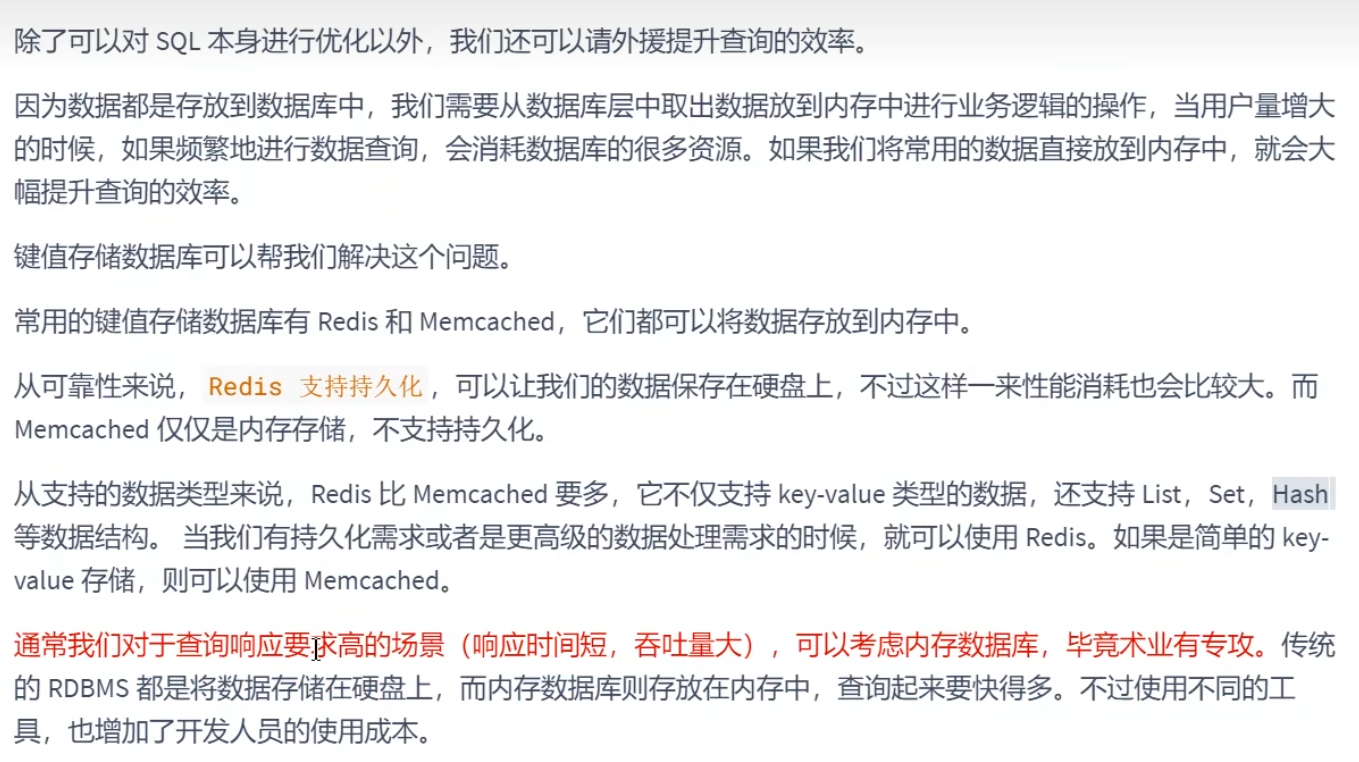 除了可以对 SQL 本身进行优化以外，我们还可以请外援提升查询的效率。
因为数据都是存放到数据库中，我们需要从数据库层中取出数据放到内存中进行业务逻辑的操作，当用户量增大
的时候，如果频繁地进行数据查询，会消耗数据库的很多资源。如果我们将常用的数据直接放到内存中，就会大
幅提升查询的效率。
键值存储数据库可以帮我们解决这个问题。
常用的键值存储数据库有 Redis 和 Memcached，它们都可以将数据存放到内存中。
从可靠性来说， Redis 支持持久化 ，可以让我们的数据保存在硬盘上，不过这样一来性能消耗也会比较大。而
Memcached 仅仅是内存存储，不支持持久化。
从支持的数据类型来说，Redis 比 Memcached 要多，它不仅支持 key-value 类型的数据，还支持 List，Set，Hash
等数据结构。 当我们有持久化需求或者是更高级的数据处理需求的时候，就可以使用 Redis。如果是简单的 key-
value 存储，则可以使用 Memcached。
通常我们对于查询响应要求高的场景（响应时间短，吞吐量大），可以考虑内存数据库，毕竟术业有专攻。传统
的 RDBMS 都是将数据存储在硬盘上，而内存数据库则存放在内存中，查询起来要快得多。不过使用不同的工
具，也增加了开发人员的使用成本。